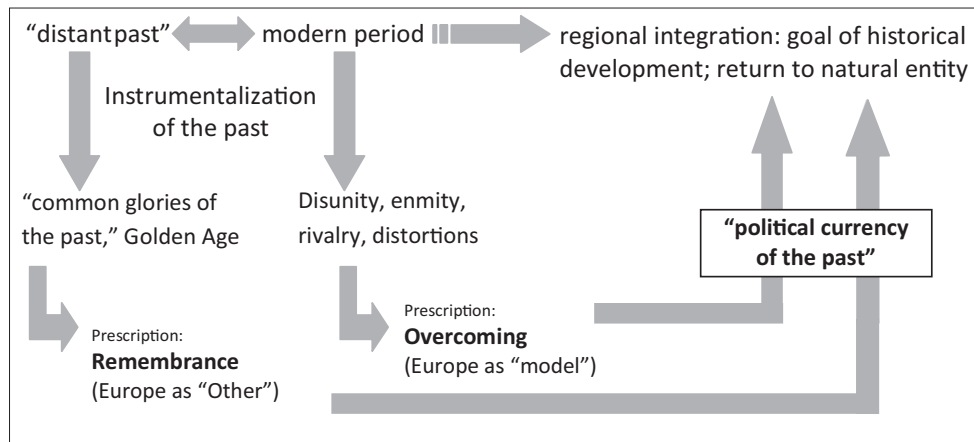 “distant past”
modern period
regional integration: goal of historical
development; return to natural entity
Instrumentalization
of the past
“common glories of
the past,” Golden Age
Disunity, enmity,
rivalry, distortions
“political currency
of the past”
Prescription:
Remembrance
(Europe as “Other”)
Prescription:
Overcoming
(Europe as “model”)